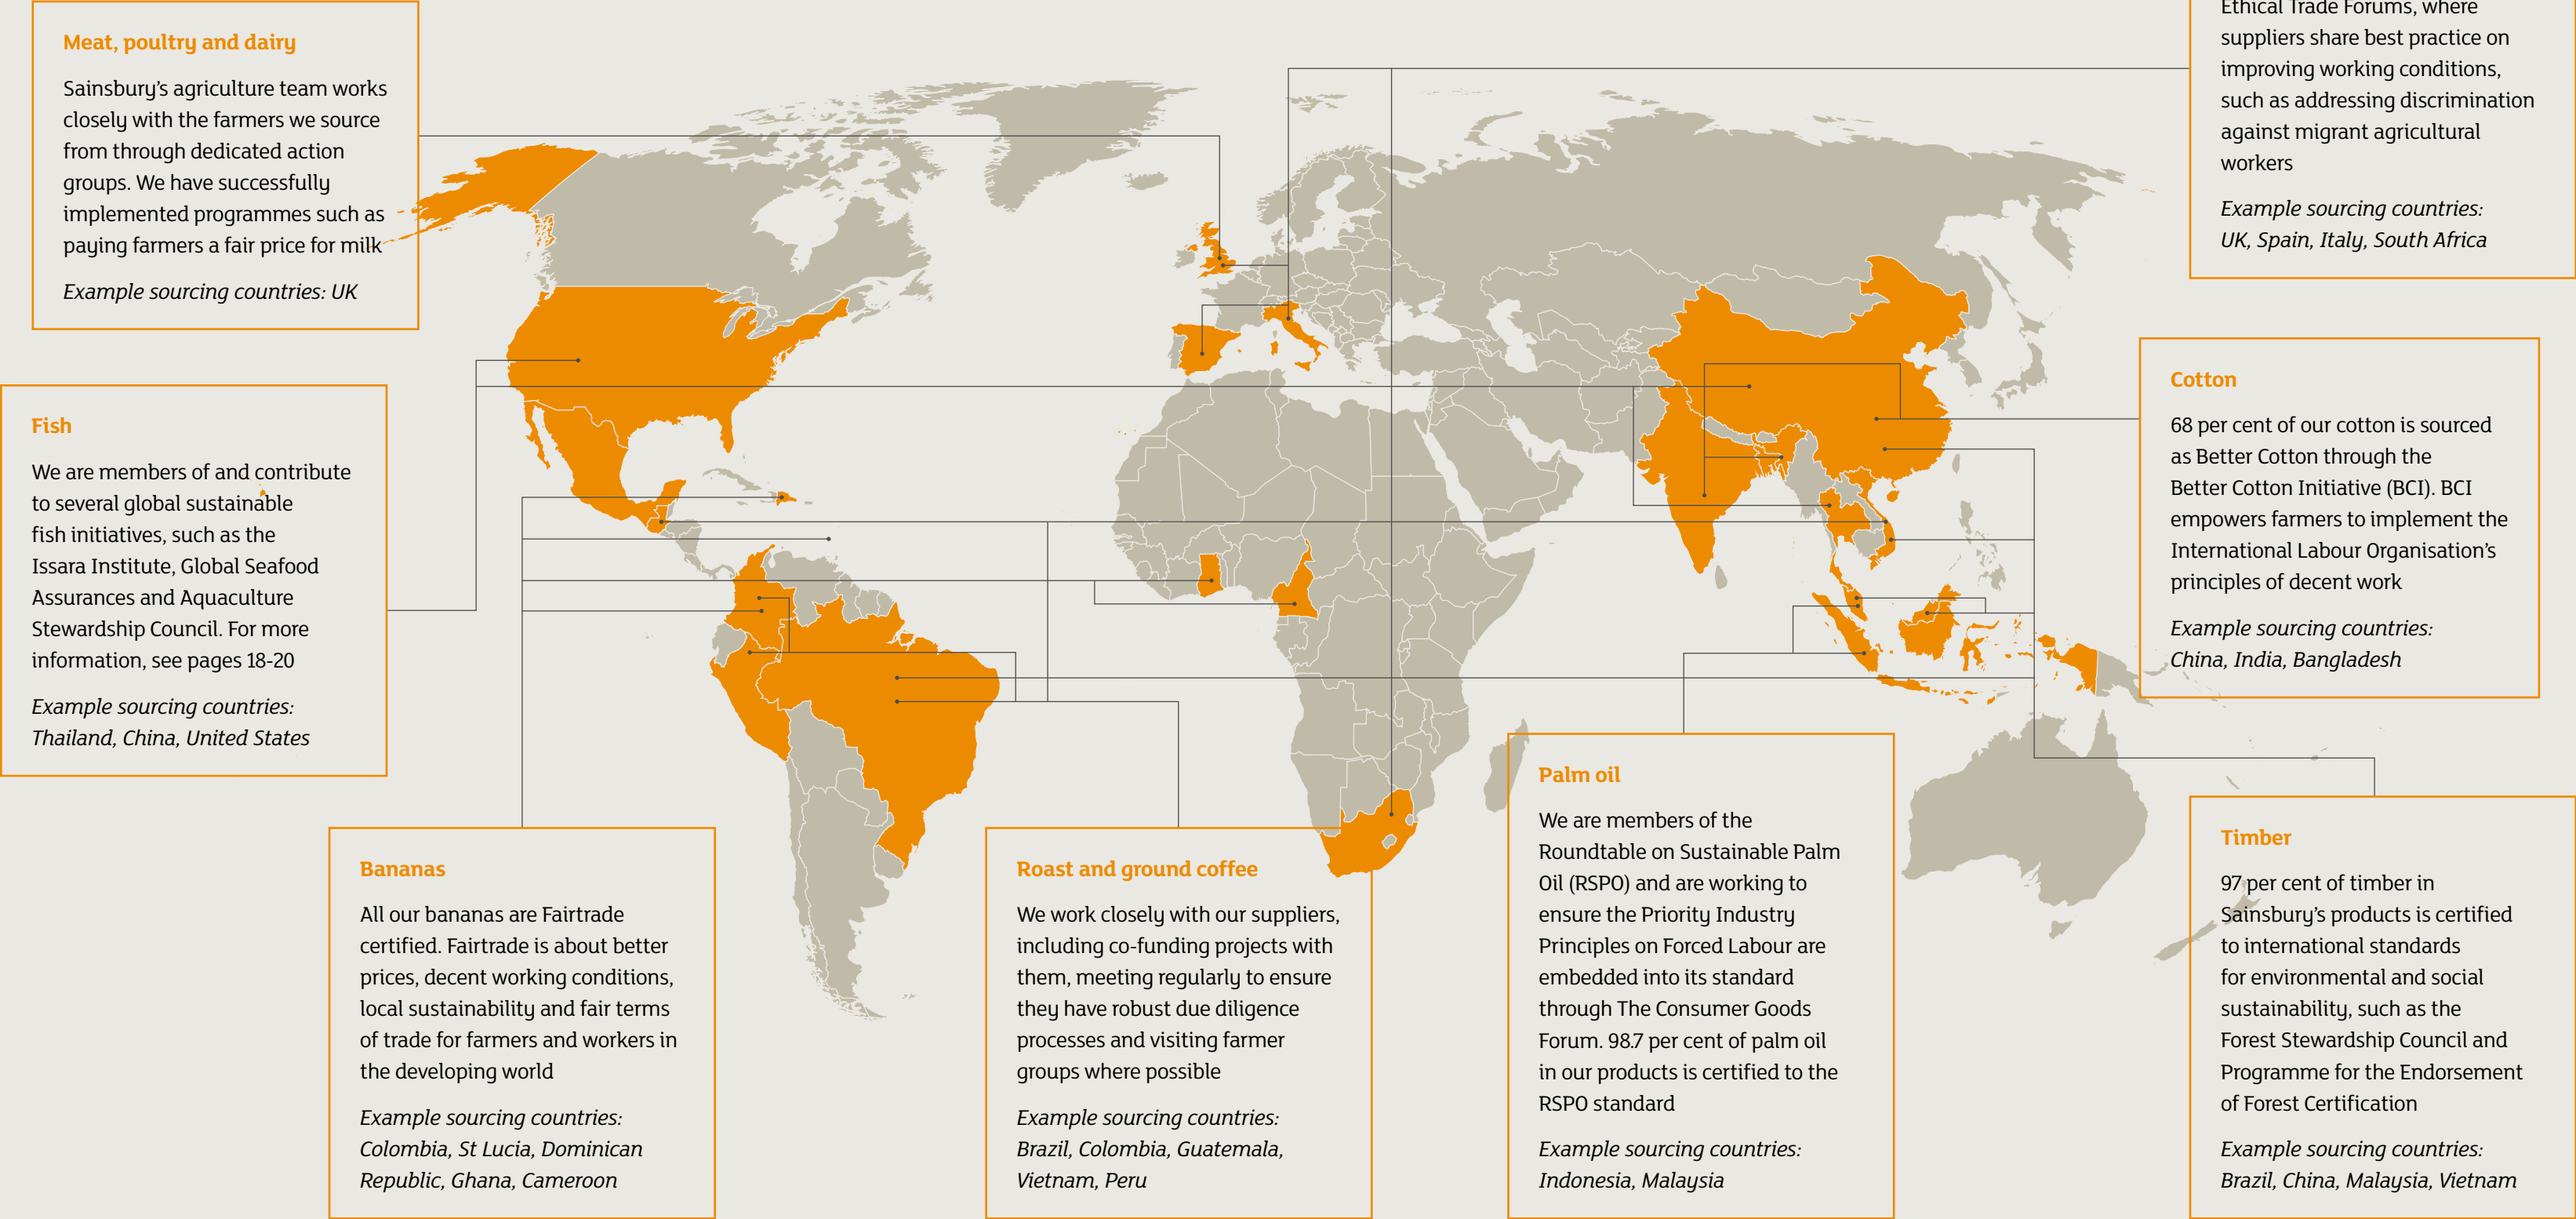 Meat, poultry and dairy
Sainsbury's agriculture team works
closely with the farmers we source
from through dedicated action
groups. We have successfully
implemented programmes such as
paying farmers a fair price for milk
Example sourcing countries: UK
Ethical Trade Forums, where
suppliers share best practice on
improving working conditions,
such as addressing discrimination
against migrant agricultural
workers
Example sourcing countries:
UK, Spain, Italy, South Africa
Fish
We are members of and contribute
to several global sustainable
fish initiatives, such as the
Issara Institute, Global Seafood
Assurances and Aquaculture
Stewardship Council. For more
information, see pages 18-20
Example sourcing countries:
Thailand, China, United States
Cotton
68 per cent of our cotton is sourced
as Better Cotton through the
Better Cotton Initiative (BCI). BCI
empowers farmers to implement the
International Labour Organisation's
principles of decent work
Example sourcing countries:
China, India, Bangladesh
Bananas
All our bananas are Fairtrade
certified. Fairtrade is about better
prices, decent working conditions,
local sustainability and fair terms
of trade for farmers and workers in
the developing world
Example sourcing countries:
Colombia, St Lucia, Dominican
Republic, Ghana, Cameroon
Roast and ground coffee
We work closely with our suppliers,
including co-funding projects with
them, meeting regularly to ensure
they have robust due diligence
processes and visiting farmer
groups where possible
Example sourcing countries:
Brazil, Colombia, Guatemala,
Vietnam, Peru
Palm oil
We are members of the
Roundtable on Sustainable Palm
Oil (RSPO) and are working to
ensure the Priority Industry
Principles on Forced Labour are
embedded into its standard
through The Consumer Goods
Forum. 98.7 per cent of palm oil
in our products is certified to the
RSPO standard
Example sourcing countries:
Indonesia, Malaysia
Timber
97 per cent of timber in
Sainsbury's products is certified
to international standards
for environmental and social
sustainability, such as the
Forest Stewardship Council and
Programme for the Endorsement
of Forest Certification
Example sourcing countries:
Brazil, China, Malaysia, Vietnam